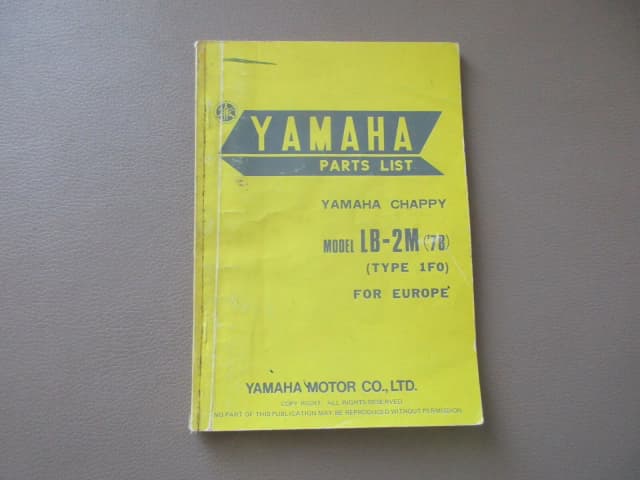 YAMAHA
PARTS LIST
YAMAHA CHAPPY
MODEL LB-2M ('78)
(TYPE 1F0)
FOR EUROPE
YAMAHA MOTOR CO., LTD.
COPY RIGHT. ALL RIGHTS RESERVED
NO PART OF THIS PUBLICATION MAY BE REPRODUCED WITHOUT PERMISSION